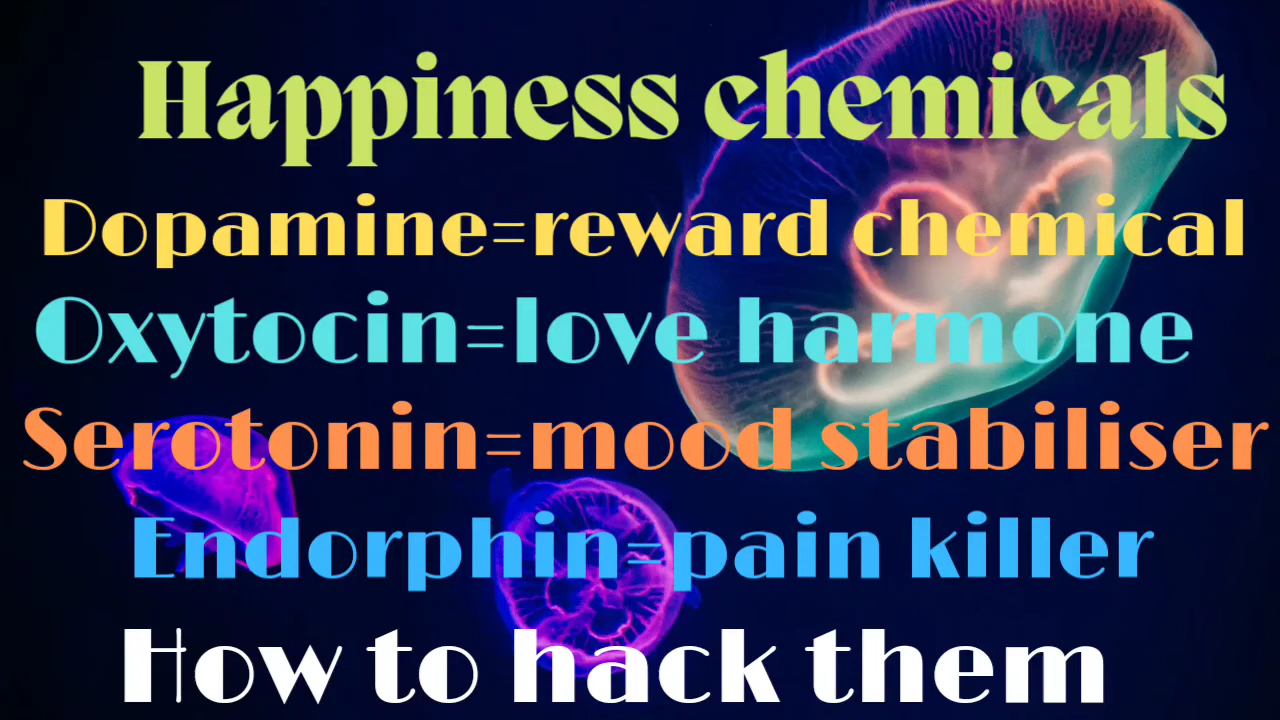 Happiness chemicals
Dopamine=reward chemical
Oxytocin=love harmone
Serotonin=mood stabiliser
Endorphin=pain killer
How to hack them